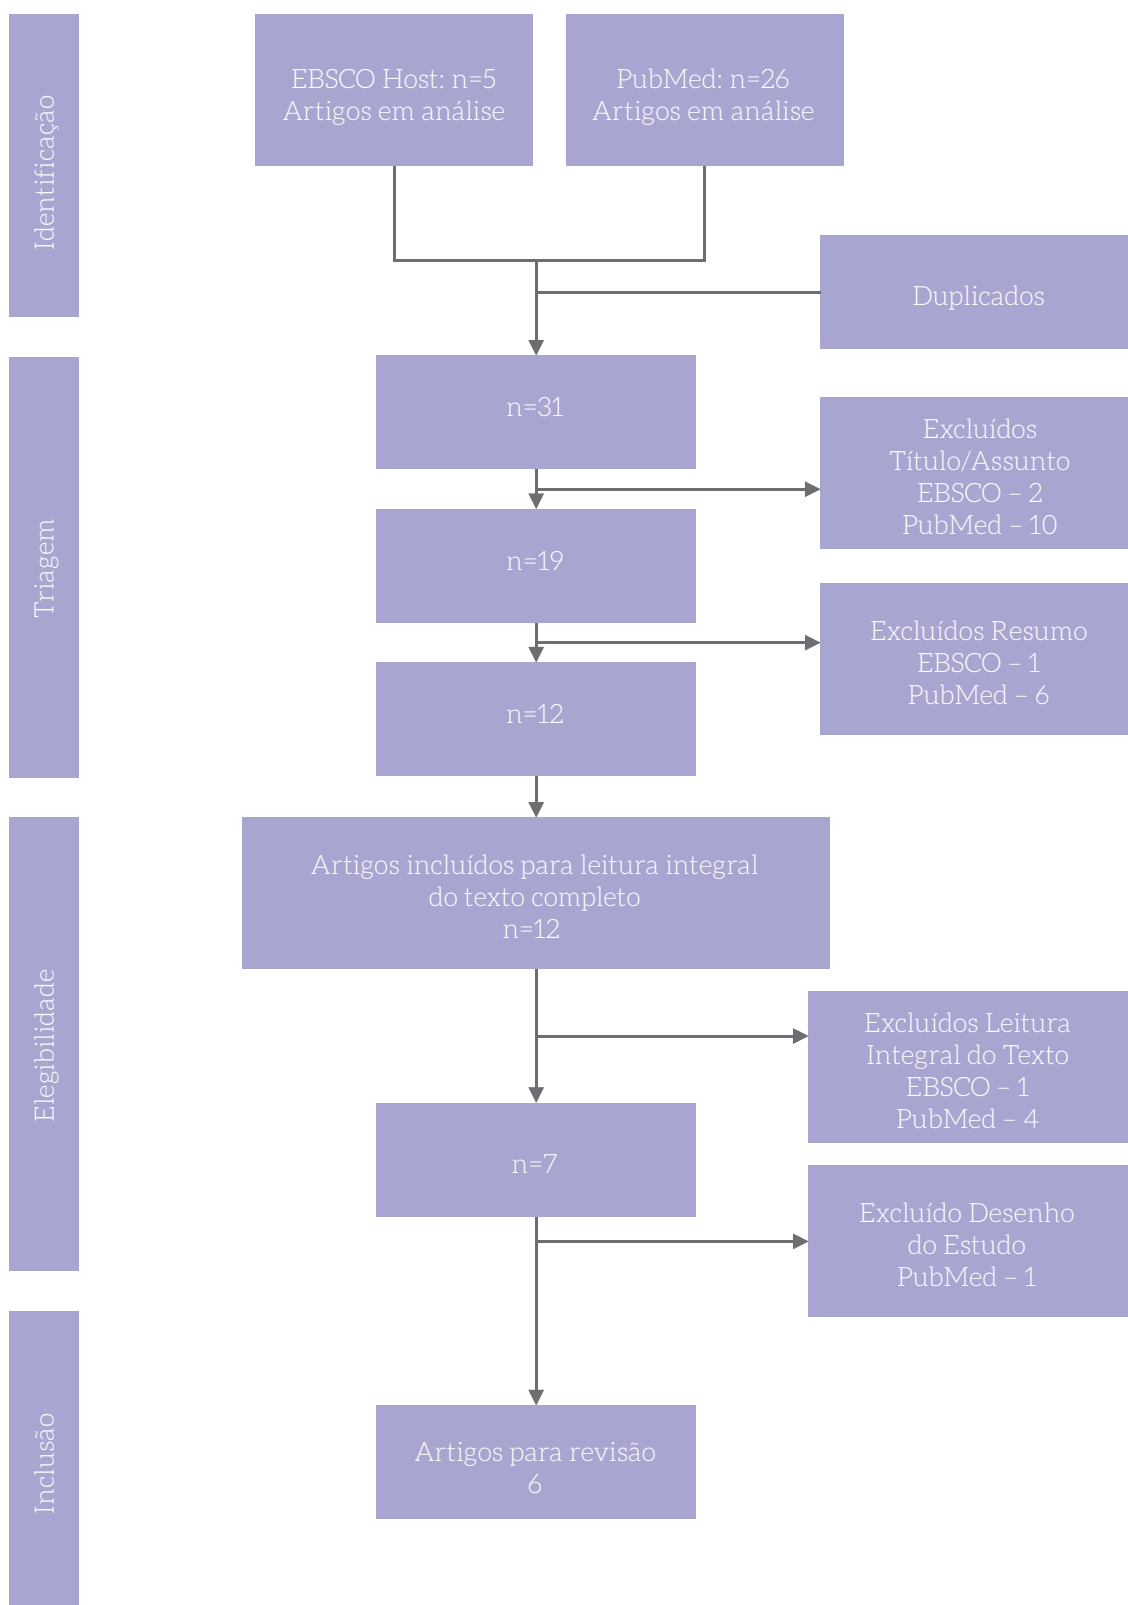 Identificação
EBSCO Host: n=5
Artigos em análise
PubMed: n=26
Artigos em análise
Duplicados
Triagem
n=31
Excluídos
Título/Assunto
EBSCO – 2
PubMed – 10
n=19
Excluídos Resumo
EBSCO – 1
PubMed – 6
n=12
Elegibilidade
Artigos incluídos para leitura integral
do texto completo
n=12
Excluídos Leitura
Integral do Texto
EBSCO – 1
PubMed – 4
n=7
Excluído Desenho
do Estudo
PubMed – 1
Inclusão
Artigos para revisão
6